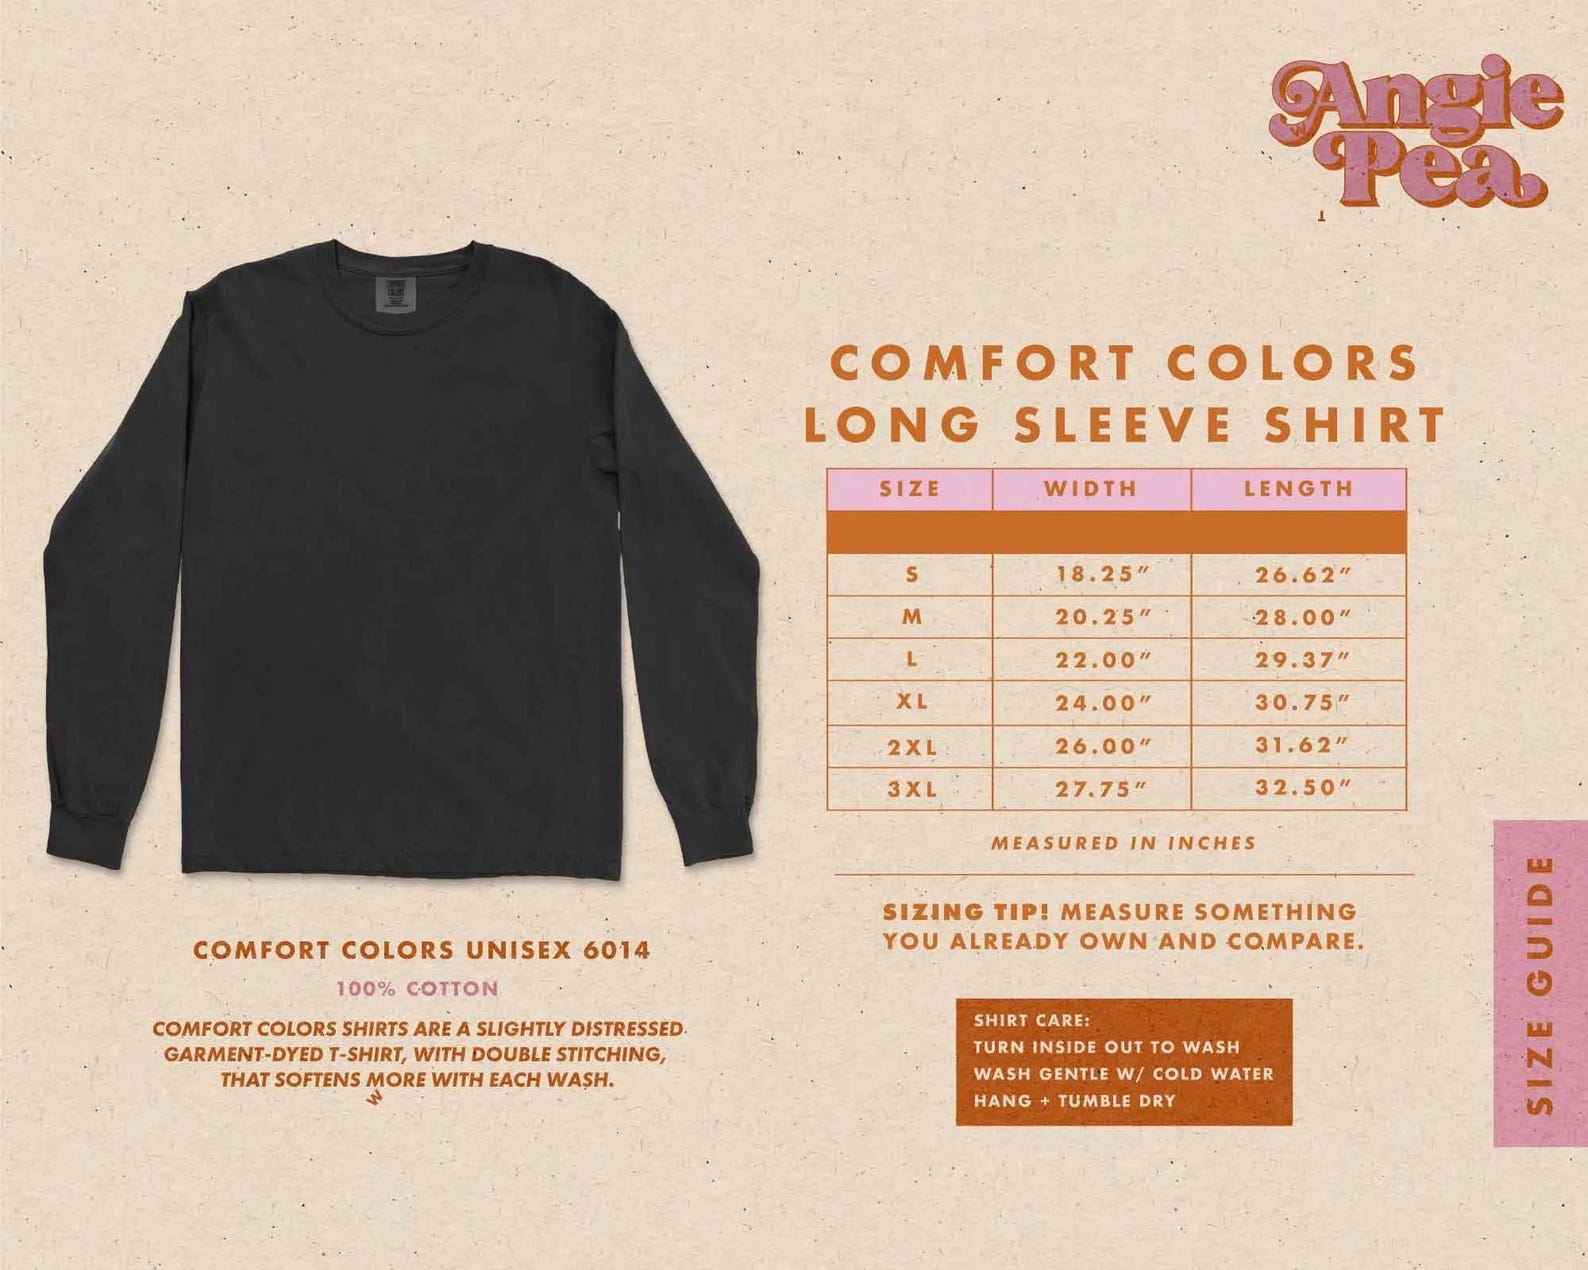 Angie
Pea
COMFORT COLORS
LONG SLEEVE SHIRT
SIZE WIDTH LENGTH
S 18.25″ 26.62″
M 20.25″ 28.00″
L 22.00″ 29.37″
XL 24.00″ 30.75″
2XL 26.00″ 31.62″
3XL 27.75″ 32.50″
MEASURED IN INCHES
SIZING TIP! MEASURE SOMETHING
YOU ALREADY OWN AND COMPARE.
SHIRT CARE:
TURN INSIDE OUT TO WASH
WASH GENTLE W/ COLD WATER
HANG + TUMBLE DRY
COMFORT COLORS UNISEX 6014
100% COTTON
COMFORT COLORS SHIRTS ARE A SLIGHTLY DISTRESSED
GARMENT-DYED T-SHIRT, WITH DOUBLE STITCHING,
THAT SOFTENS MORE WITH EACH WASH.
SIZE GUIDE